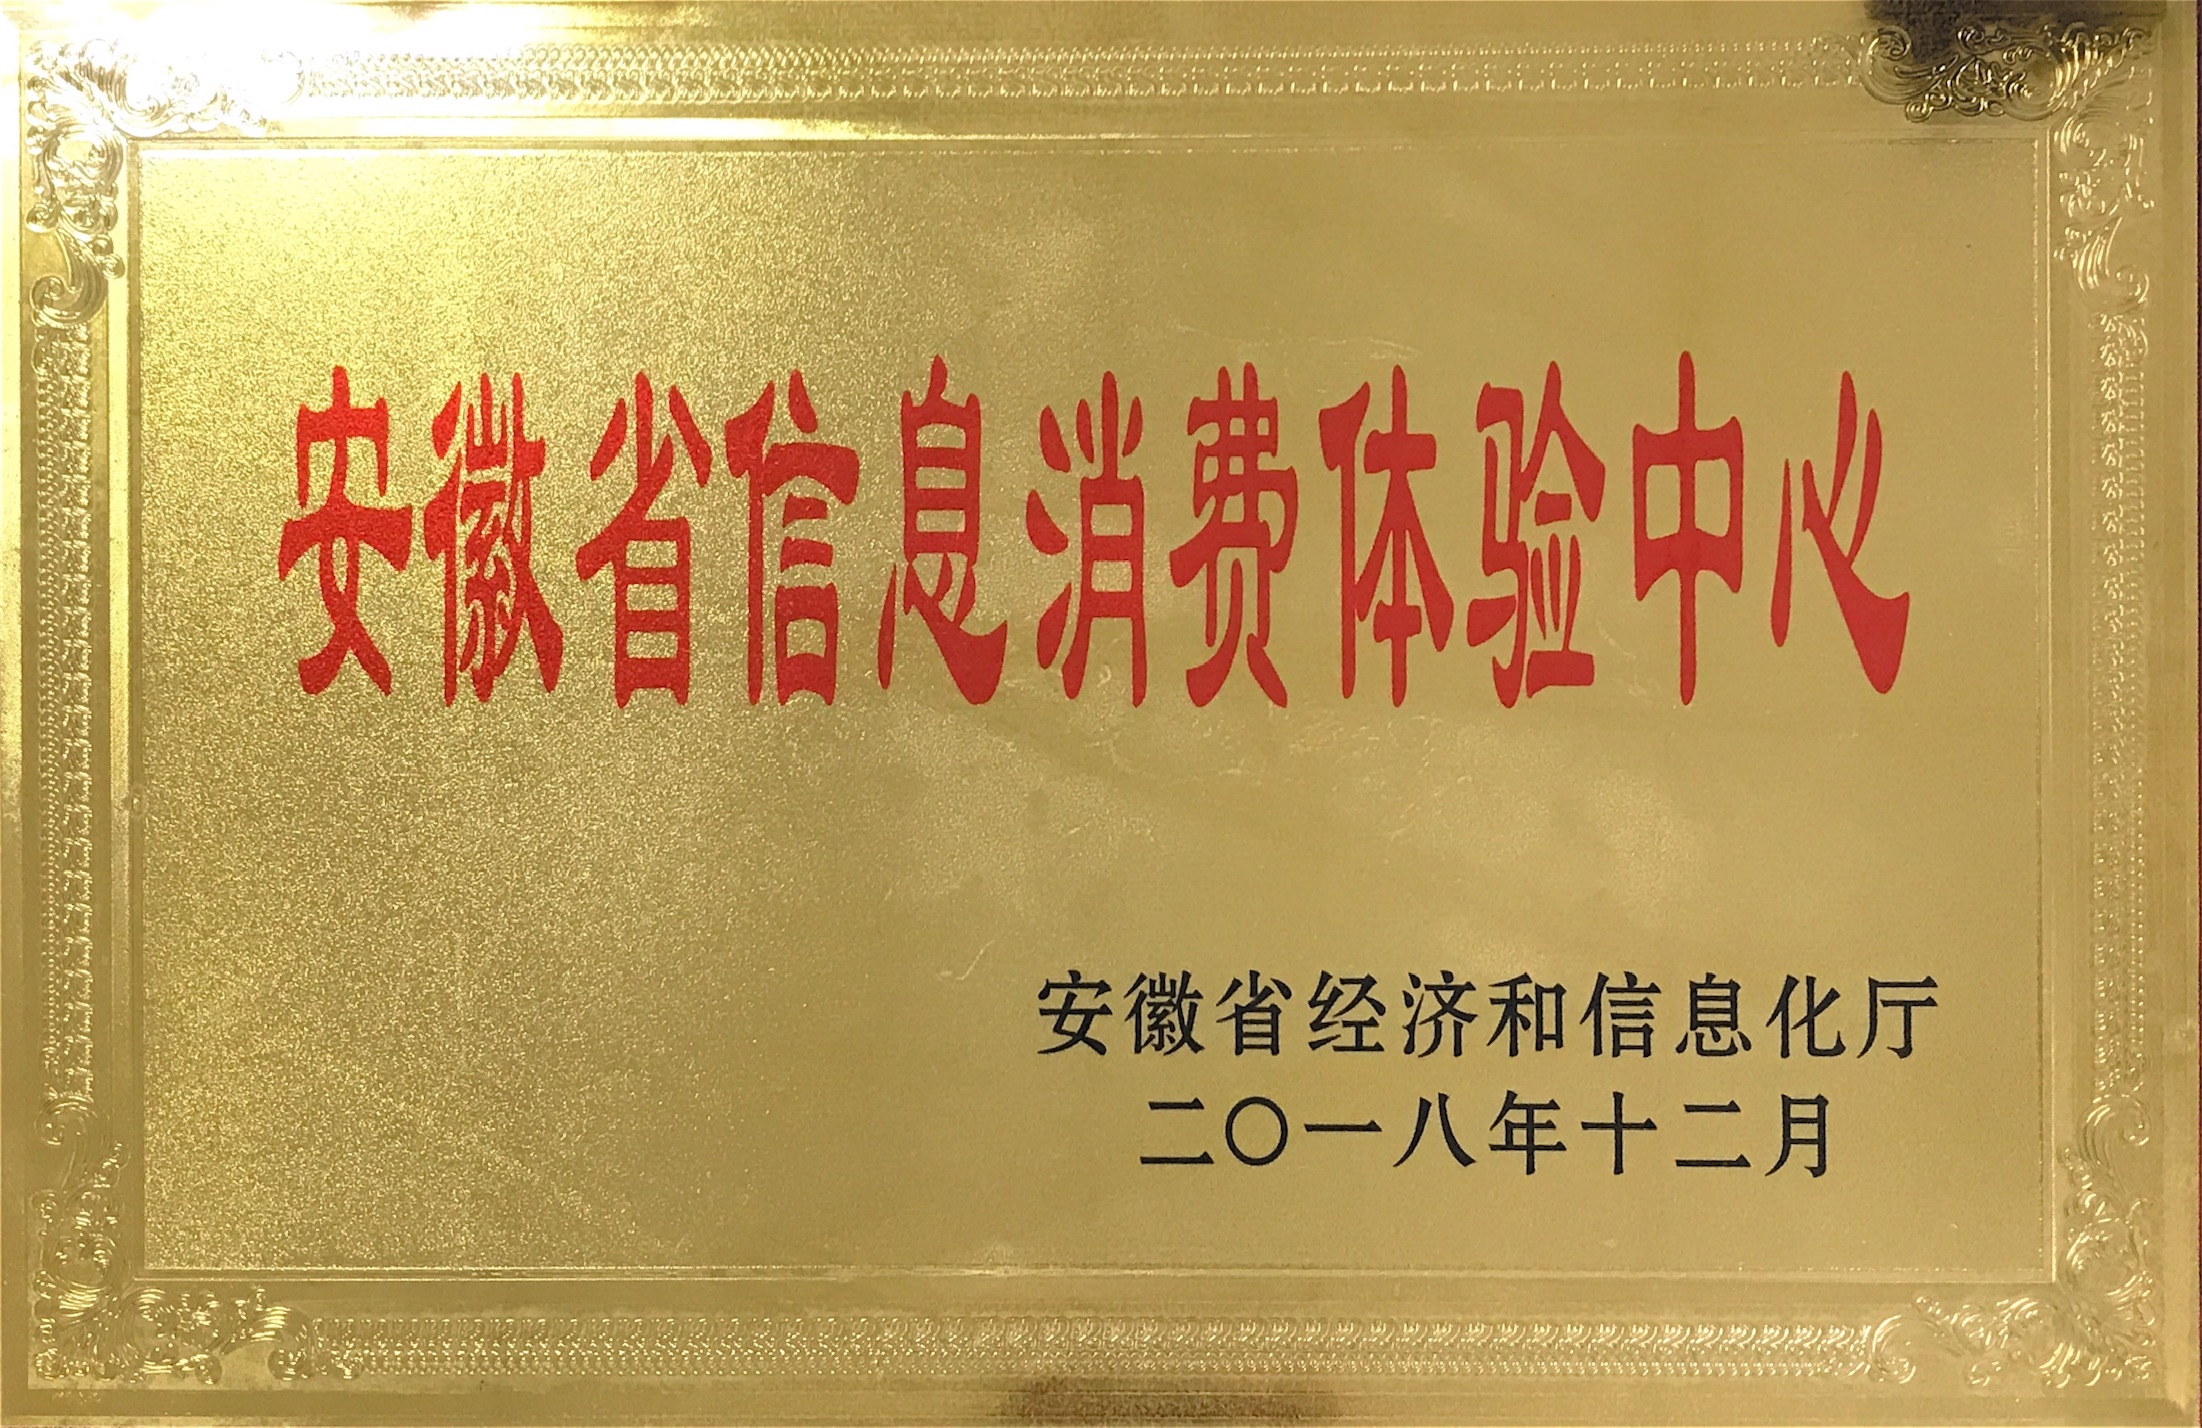 安徽省信息消费体验中心
安徽省经济和信息化厅
二〇一八年十二月